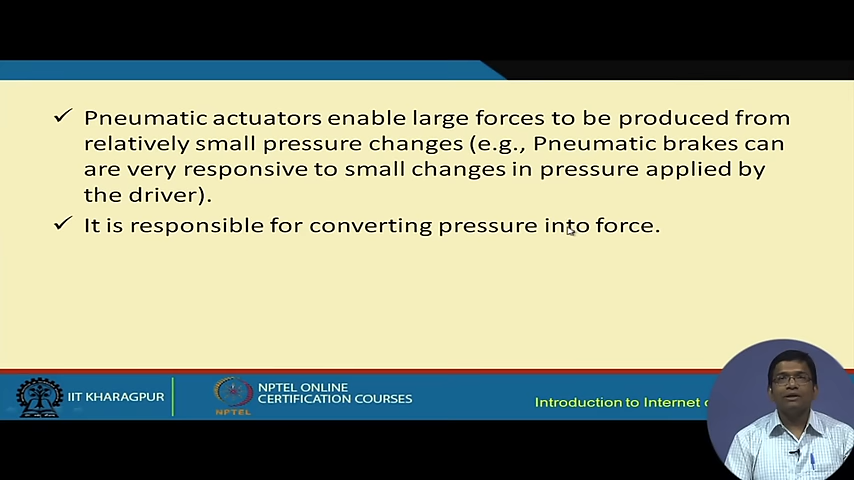 Pneumatic actuators enable large forces to be produced from
relatively small pressure changes (e.g., Pneumatic brakes can
are very responsive to small changes in pressure applied by
the driver).
It is responsible for converting pressure into force.
IIT KHARAGPUR
NPTEL
NPTEL ONLINE
CERTIFICATION COURSES
Introduction to Internet